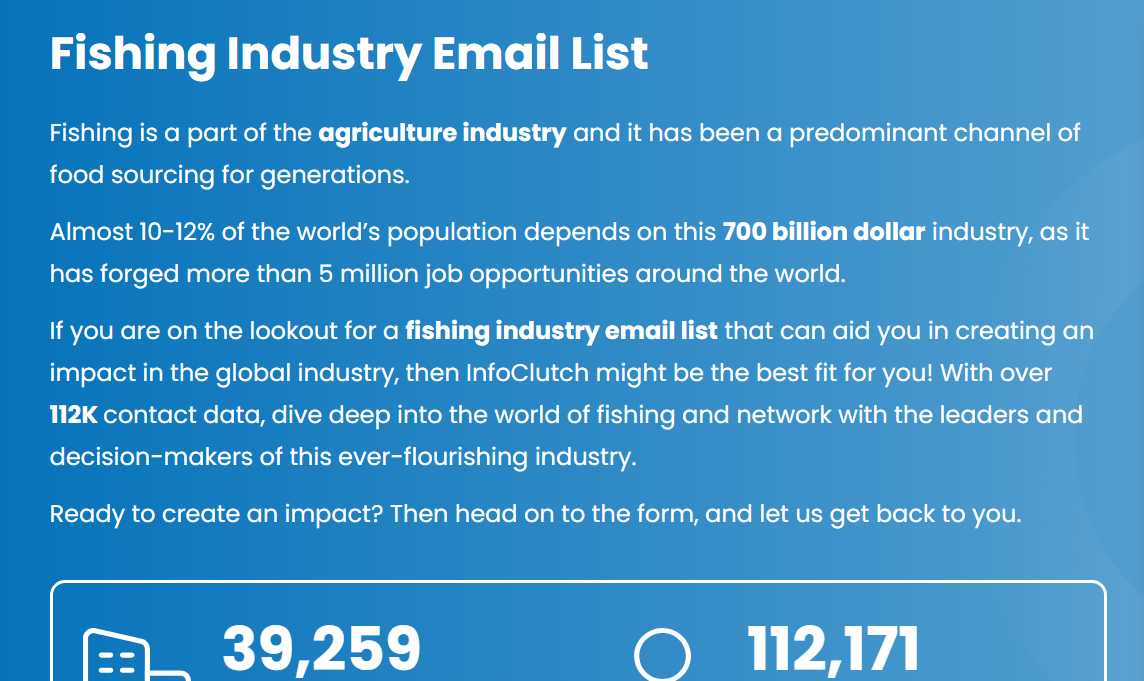 Fishing Industry Email List
Fishing is a part of the agriculture industry and it has been a predominant channel of
food sourcing for generations.
Almost 10-12% of the world’s population depends on this 700 billion dollar industry, as it
has forged more than 5 million job opportunities around the world.
If you are on the lookout for a fishing industry email list that can aid you in creating an
impact in the global industry, then InfoClutch might be the best fit for you! With over
112K contact data, dive deep into the world of fishing and network with the leaders and
decision-makers of this ever-flourishing industry.
Ready to create an impact? Then head on to the form, and let us get back to you.
39,259
112,171